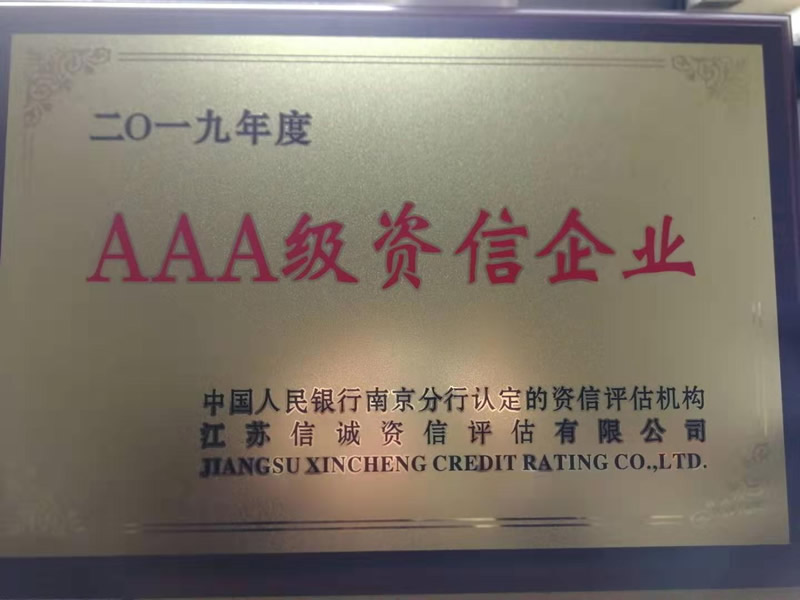 二〇一九年度
AAA级资信企业
中国人民银行南京分行认定的资信评估机构
江苏信诚资信评估有限公司
JIANGSU XINCHENG CREDIT RATING CO.,LTD.